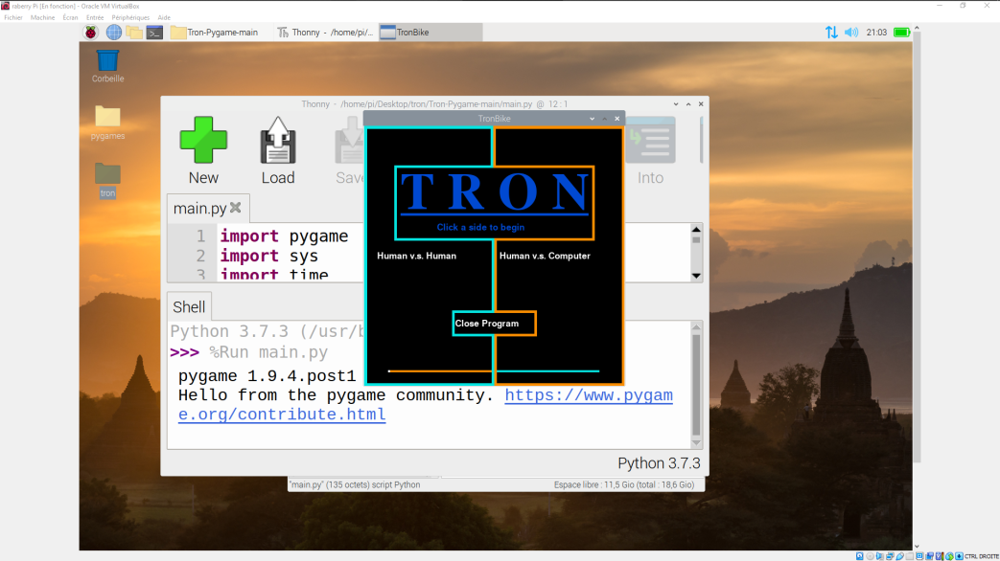 raberry Pi [En fonction] - Oracle VM VirtualBox
Fichier Machine Écran Entrée Périphériques Aide
Tron-Pygame-main Thonny - /home/pi/... TronBike 21:03
Corbeille
pygames
tron
Thonny - /home/pi/Desktop/tron/Tron-Pygame-main/main.py @ 12 : 1
TronBike
New Load Save Into
main.py
1 import pygame
2 import sys
3 import time
TRON
Click a side to begin
Human v.s. Human Human v.s. Computer
Close Program
Shell
Python 3.7.3 (/usr/b
>>> %Run main.py
pygame 1.9.4.post1
Hello from the pygame community. https://www.pygam
e.org/contribute.html
Python 3.7.3
"main.py" (135 octets) script Python Espace libre : 11,5 Gio (total : 18,6 Gio)
CTRL DROITE